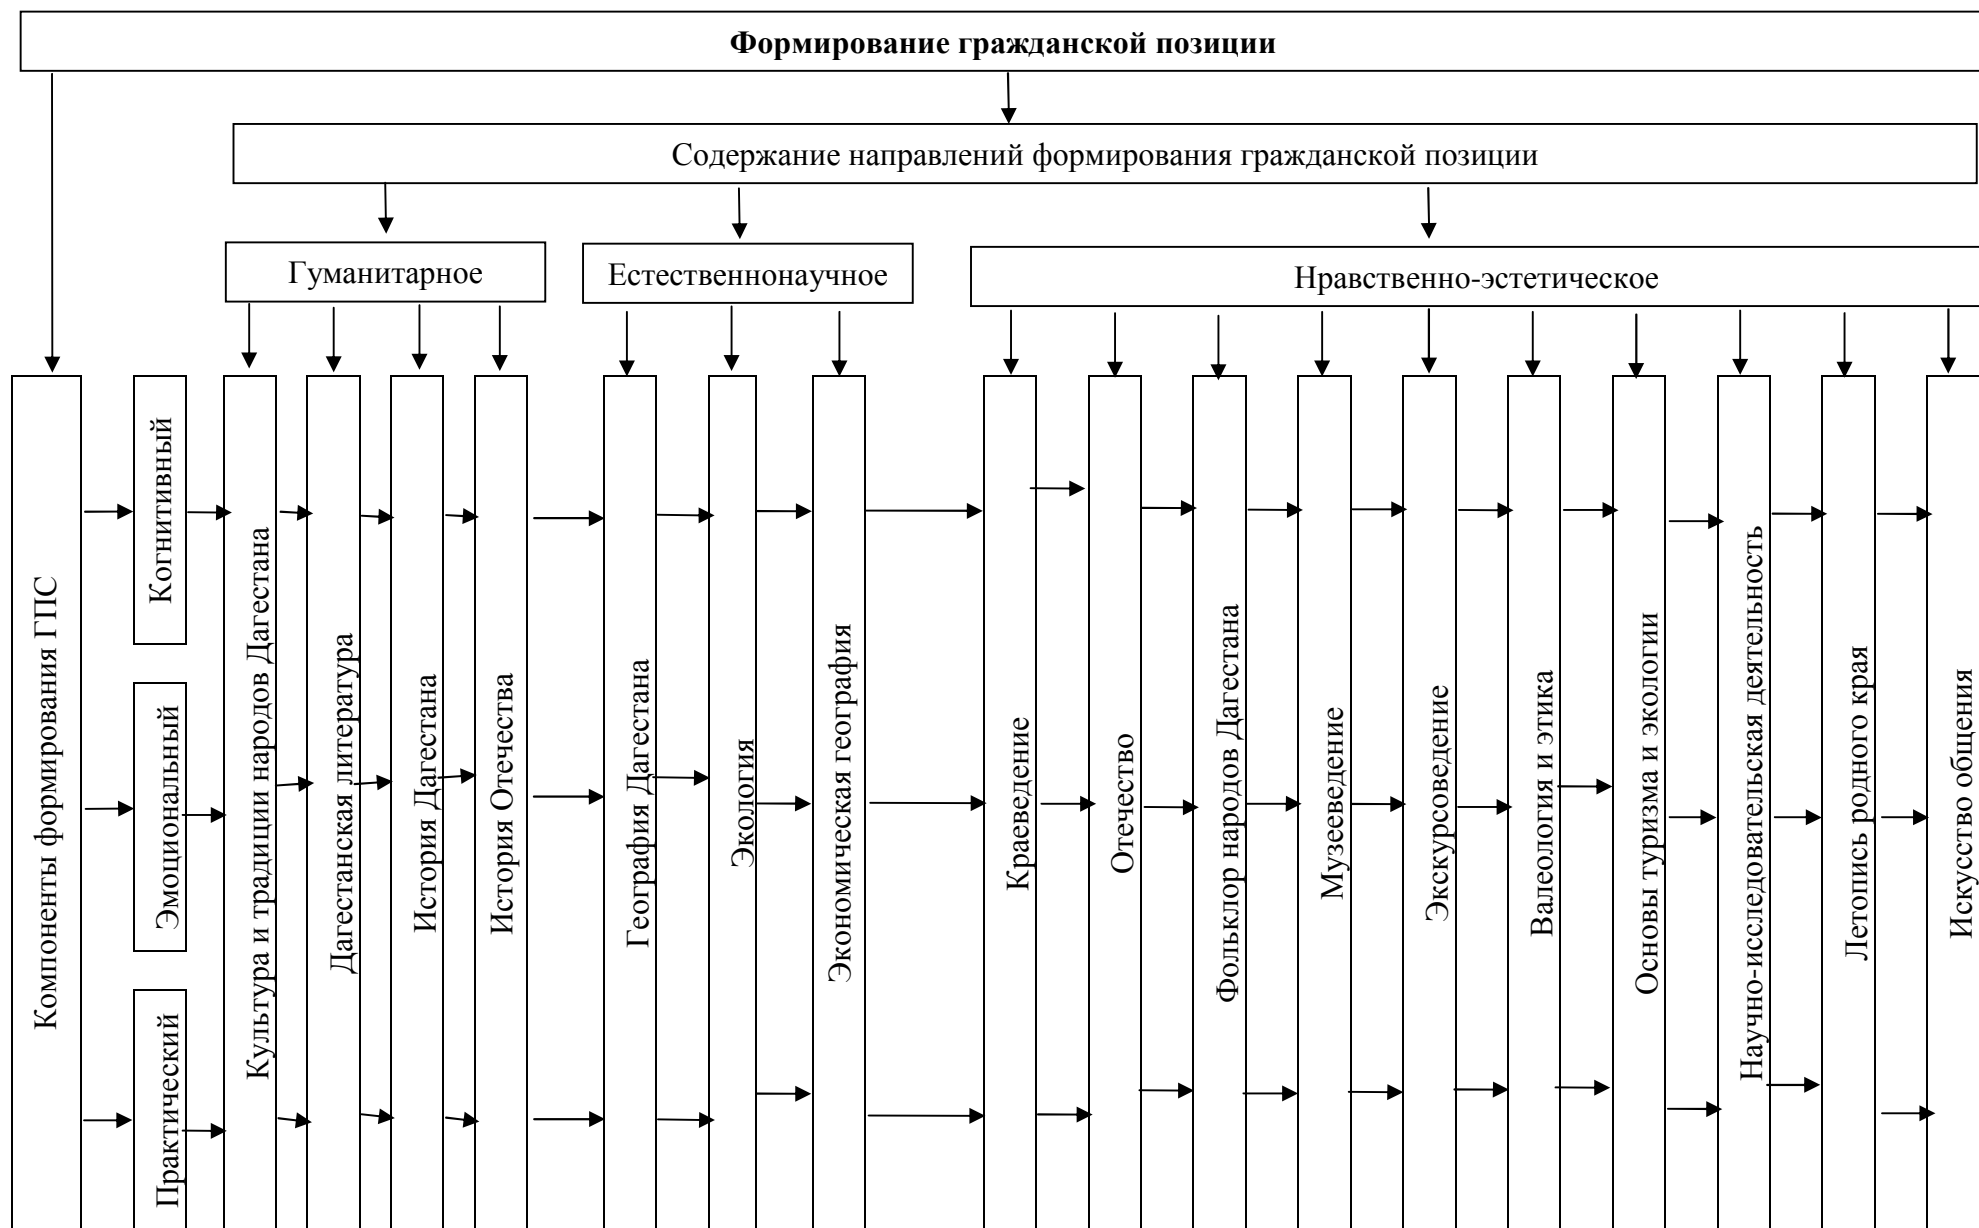 Формирование гражданской позиции
Содержание направлений формирования гражданской позиции
Гуманитарное
Естественнонаучное
Нравственно-эстетическое
Компоненты формирования ГПС
Когнитивный
Эмоциональный
Практический
Культура и традиции народов Дагестана
Дагестанская литература
История Дагестана
История Отечества
География Дагестана
Экология
Экономическая география
Краеведение
Отечество
Фольклор народов Дагестана
Музееведение
Экскурсоведение
Валеология и этика
Основы туризма и экологии
Научно-исследовательская деятельность
Летопись родного края
Искусство общения